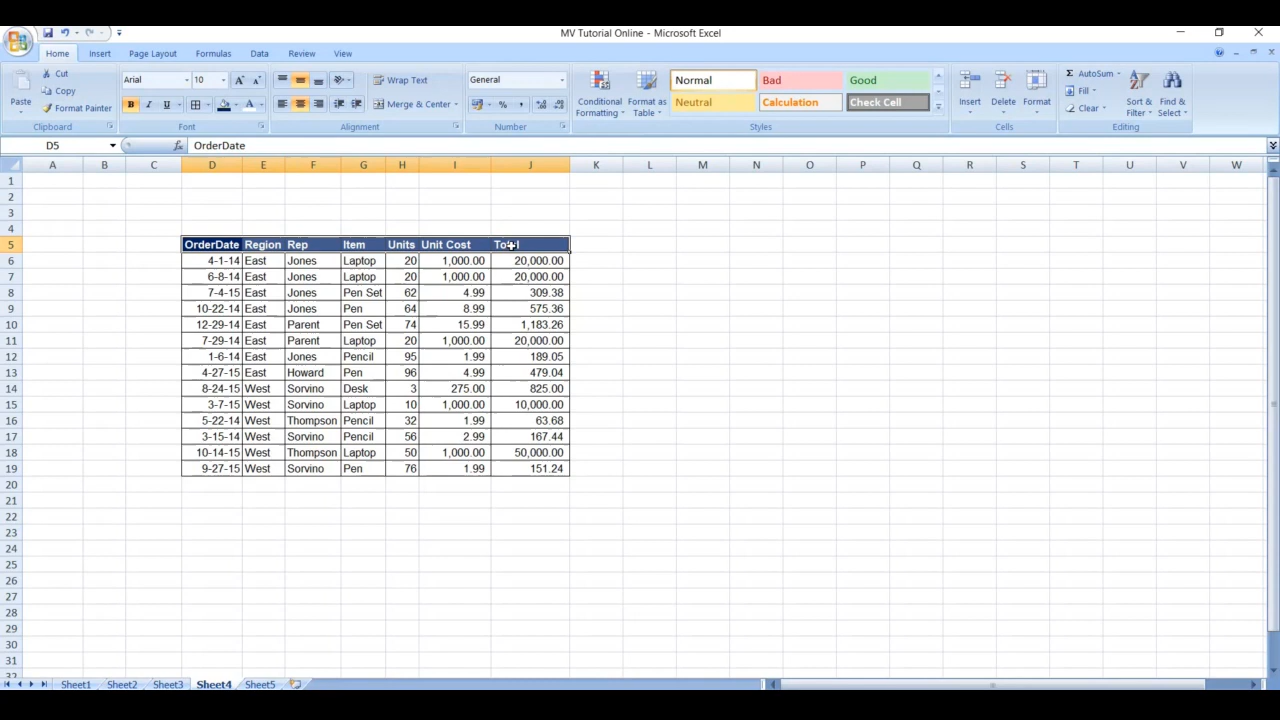 MV Tutorial Online - Microsoft Excel
Home Insert Page Layout Formulas Data Review View
Paste
Cut
Copy
Format Painter
Clipboard
Arial 10
B I U
Font
Wrap Text
Merge & Center
Alignment
General
Number
Conditional Formatting
Format as Table
Normal Bad Good
Neutral Calculation Check Cell
Styles
Insert Delete Format
Cells
Σ AutoSum
Fill
Clear
Sort & Filter
Find & Select
Editing
D5 fx OrderDate
A B C D E F G H I J K L M N O P Q R S T U V W
1
2
3
4
5 OrderDate Region Rep Item Units Unit Cost Total
6 4-1-14 East Jones Laptop 20 1,000.00 20,000.00
7 6-8-14 East Jones Laptop 20 1,000.00 20,000.00
8 7-4-15 East Jones Pen Set 62 4.99 309.38
9 10-22-14 East Jones Pen 64 8.99 575.36
10 12-29-14 East Parent Pen Set 74 15.99 1,183.26
11 7-29-14 East Parent Laptop 20 1,000.00 20,000.00
12 1-6-14 East Jones Pencil 95 1.99 189.05
13 4-27-15 East Howard Pen 96 4.99 479.04
14 8-24-15 West Sorvino Desk 3 275.00 825.00
15 3-7-15 West Sorvino Laptop 10 1,000.00 10,000.00
16 5-22-14 West Thompson Pencil 32 1.99 63.68
17 3-15-14 West Sorvino Pencil 56 2.99 167.44
18 10-14-15 West Thompson Laptop 50 1,000.00 50,000.00
19 9-27-15 West Sorvino Pen 76 1.99 151.24
20
21
22
23
24
25
26
27
28
29
30
31
32
Sheet1 Sheet2 Sheet3 Sheet4 Sheet5